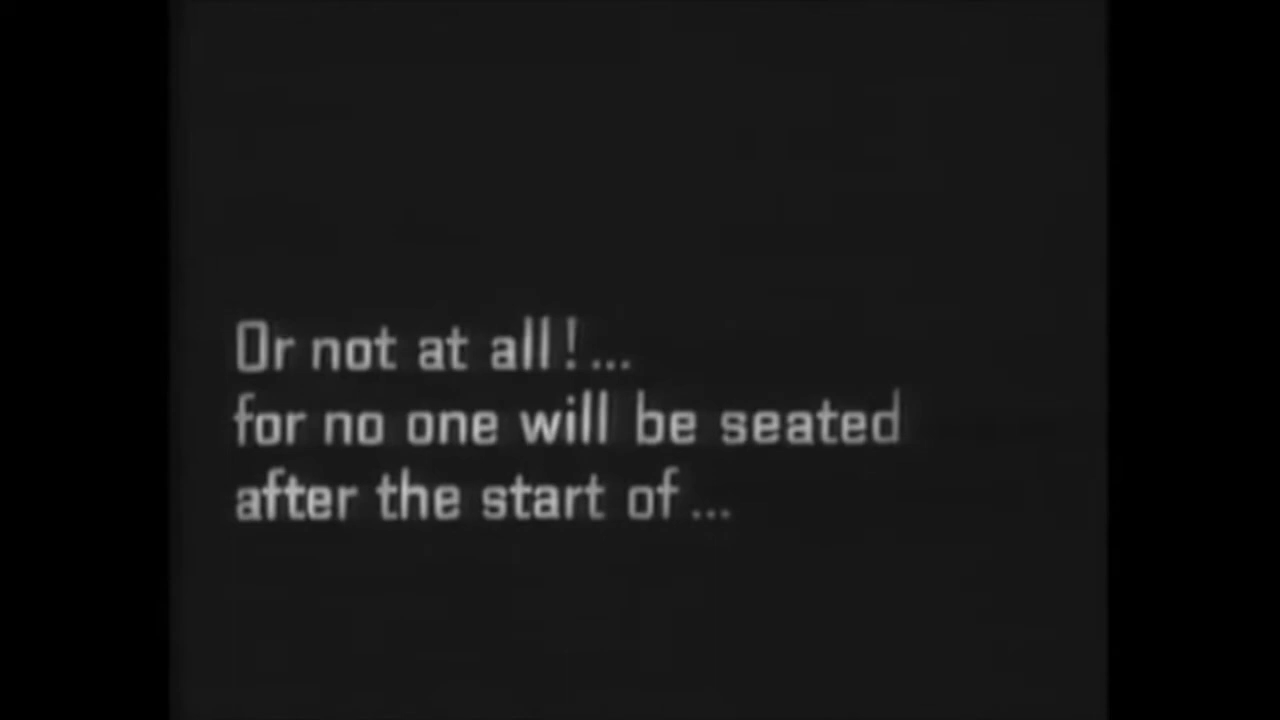 Or not at all!...
for no one will be seated
after the start of...